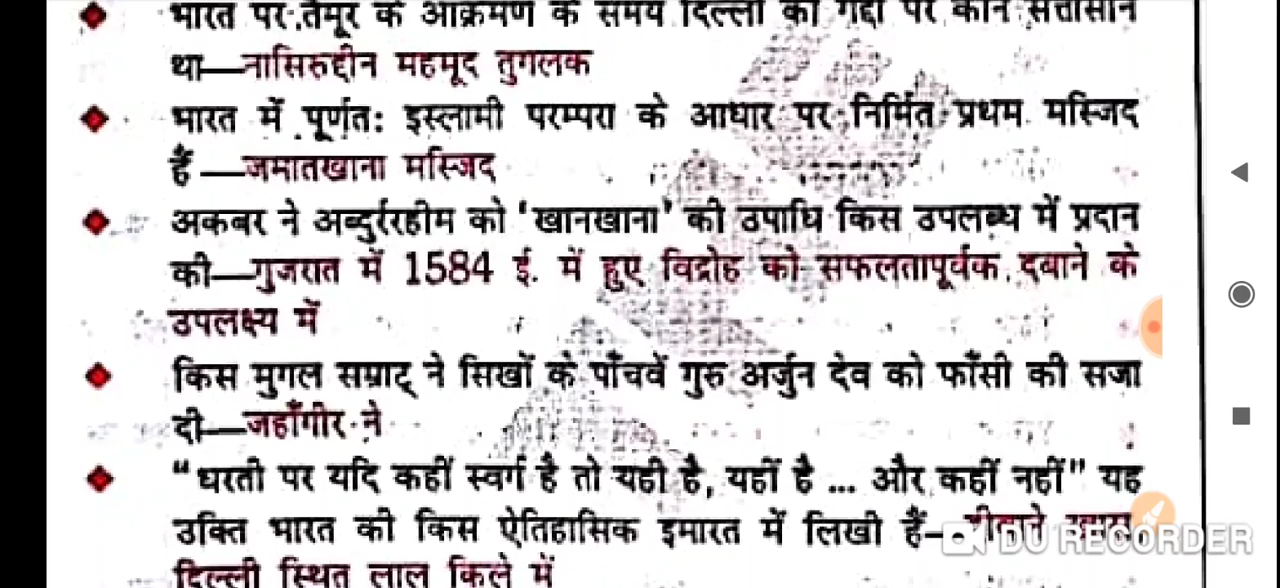 भारत पर तैमूर के आक्रमण के समय दिल्ली की गद्दी पर कौन सत्तासीन
था—नासिरुद्दीन महमूद तुगलक
भारत में पूर्णत: इस्लामी परम्परा के आधार पर निर्मित प्रथम मस्जिद
हैं—जमातखाना मस्जिद
अकबर ने अब्दुर्ररहीम को 'खानखाना' की उपाधि किस उपलब्ध में प्रदान
की—गुजरात में 1584 ई. में हुए विद्रोह को सफलतापूर्वक दबाने के
उपलक्ष्य में
किस मुगल सम्राट् ने सिखों के पाँचवें गुरु अर्जुन देव को फाँसी की सजा
दी—जहाँगीर ने
“धरती पर यदि कहीं स्वर्ग है तो यही है, यहीं है ... और कहीं नहीं” यह
उक्ति भारत की किस ऐतिहासिक इमारत में लिखी हैं–
DU RECORDER
दिल्ली स्थित लाल किले में